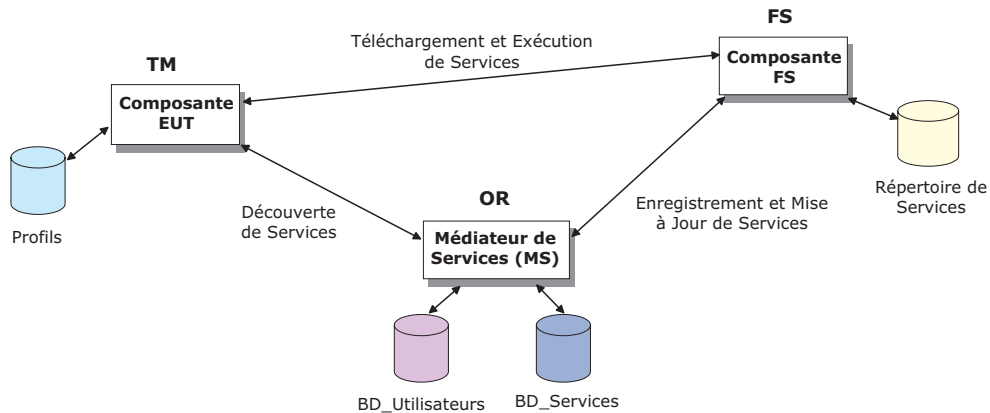 FS
Téléchargement et Exécution
de Services
Composante
FS
TM
Composante
EUT
Répertoire de
Services
Profils
Découverte
de Services
OR
Enregistrement et Mise
à Jour de Services
Médiateur de
Services (MS)
BD_Utilisateurs
BD_Services